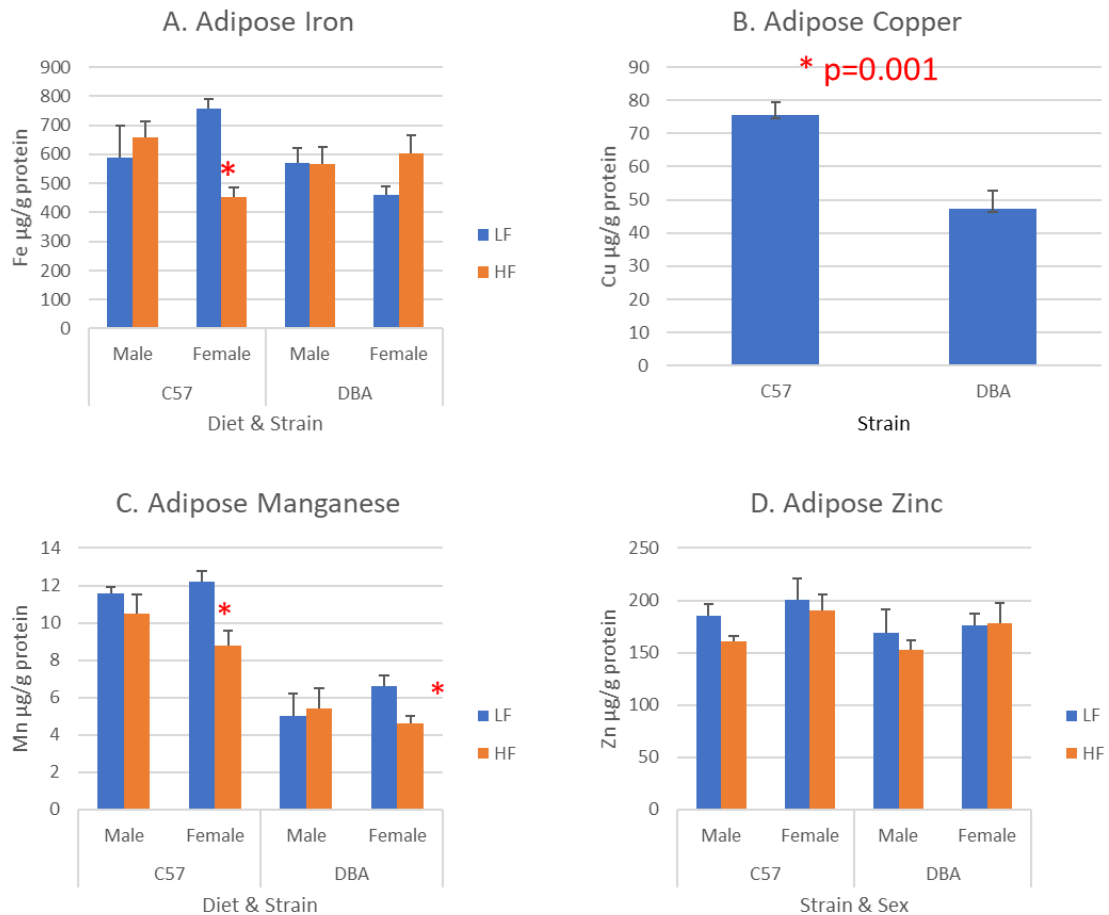 A. Adipose Iron
900
800
700
600
500
400
300
200
100
0
Fe µg/g protein
*
LF
HF
Male Female Male Female
C57 DBA
Diet & Strain
B. Adipose Copper
* p=0.001
90
80
70
60
50
40
30
20
10
0
Cu µg/g protein
C57 DBA
Strain
C. Adipose Manganese
14
12
10
8
6
4
2
0
Mn µg/g protein
*
*
LF
HF
Male Female Male Female
C57 DBA
Diet & Strain
D. Adipose Zinc
250
200
150
100
50
0
Zn µg/g protein
LF
HF
Male Female Male Female
C57 DBA
Strain & Sex